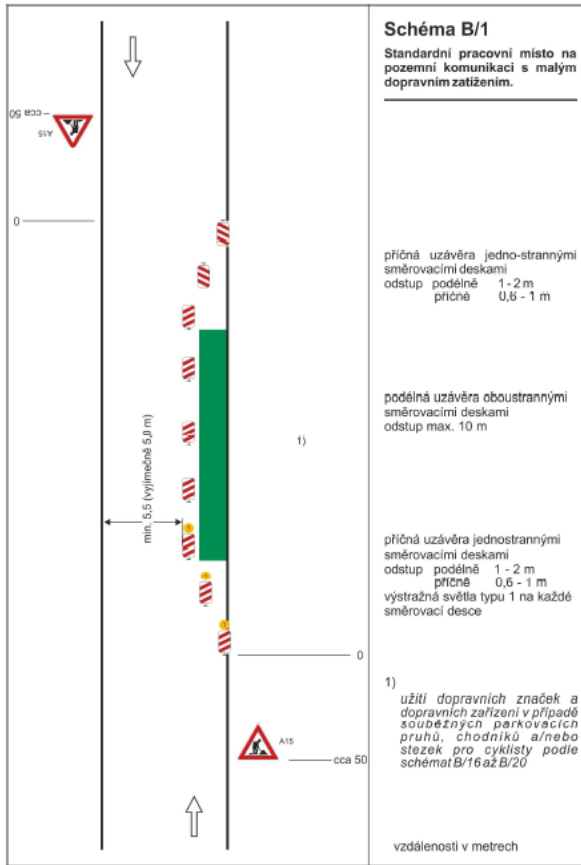 Schéma B/1
Standardní pracovní místo na
pozemní komunikaci s malým
dopravním zatížením.
cca 50
A15
0
příčná uzávěra jedno-strannými
směrovacími deskami
odstup podélně 1 - 2 m
příčně 0,6 - 1 m
podélná uzávěra oboustrannými
směrovacími deskami
odstup max. 10 m
1)
min. 5,5 (vyjímečně 5,0 m)
1
příčná uzávěra jednostrannými
směrovacími deskami
odstup podélně 1 - 2 m
příčně 0,6 - 1 m
výstražná světla typu 1 na každé
směrovací desce
1
1
0
1)
užití dopravních značek a
dopravních zařízení v případě
souběžných parkovacích
pruhů, chodníků a/nebo
stezek pro cyklisty podle
schémat B/16 až B/20
A15
cca 50
vzdálenosti v metrech